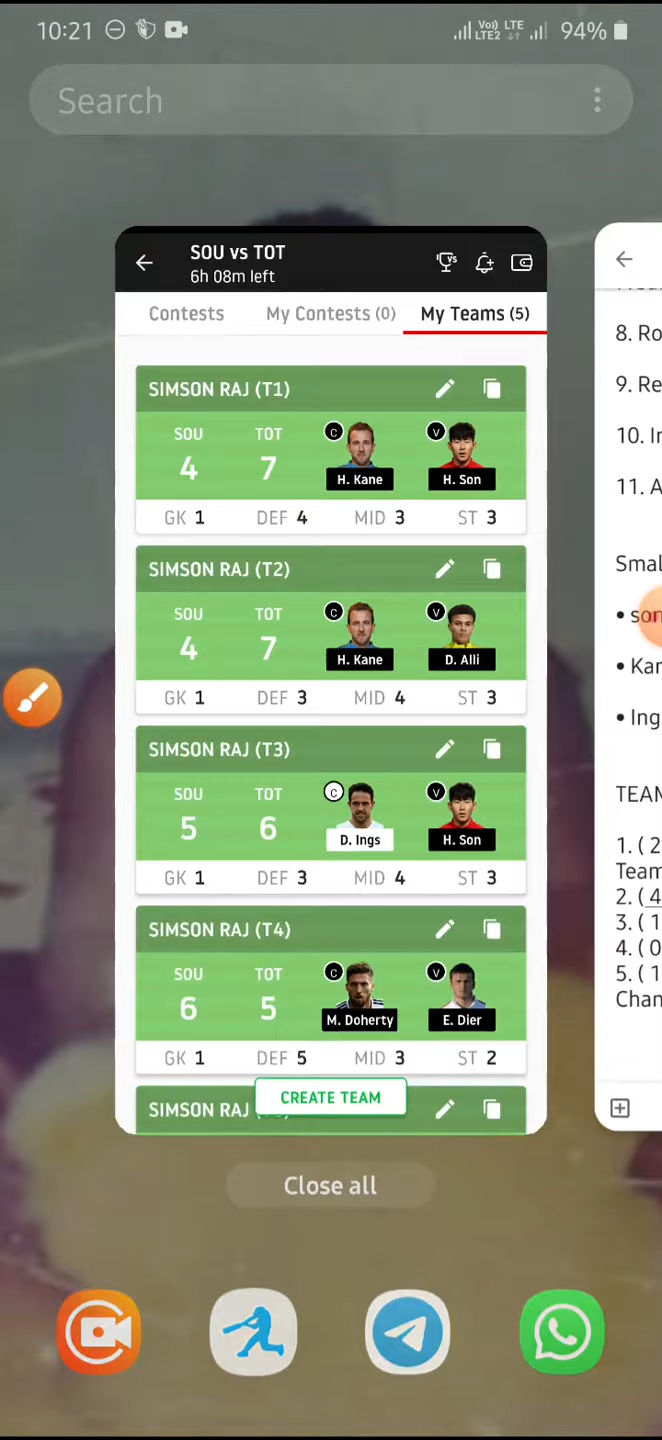 10:21
Vo)) LTE
LTE2
94%
Search
SOU vs TOT
6h 08m left
Contests
My Contests (0)
My Teams (5)
SIMSON RAJ (T1)
SOU TOT
4 7
C V
H. Kane H. Son
GK 1 DEF 4 MID 3 ST 3
SIMSON RAJ (T2)
SOU TOT
4 7
C V
H. Kane D. Alli
GK 1 DEF 3 MID 4 ST 3
SIMSON RAJ (T3)
SOU TOT
5 6
C V
D. Ings H. Son
GK 1 DEF 3 MID 4 ST 3
SIMSON RAJ (T4)
SOU TOT
6 5
C V
M. Doherty E. Dier
GK 1 DEF 5 MID 3 ST 2
SIMSON RAJ
CREATE TEAM
8. Ro
9. Re
10. Ir
11. A
Smal
• son
• Kar
• Ing
TEAM
1. ( 2
Team
2. ( 4
3. ( 1
4. ( 0
5. ( 1
Chan
Close all